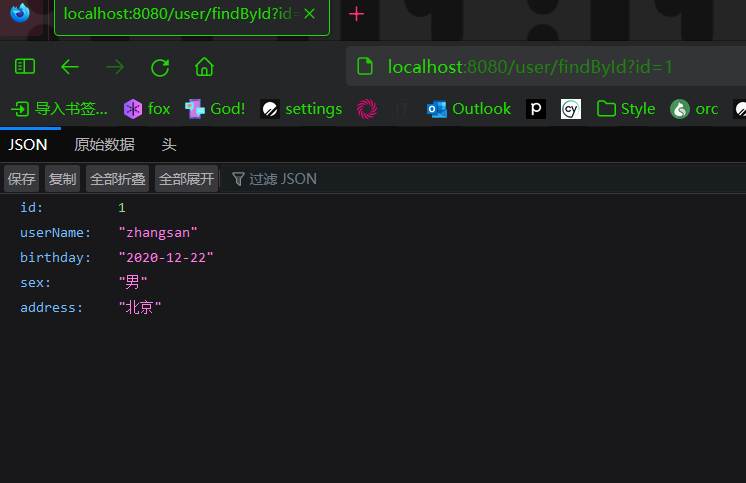 localhost:8080/user/findById?id=
localhost:8080/user/findById?id=1
导入书签... fox God! settings IT Outlook p cy Style orc
JSON 原始数据 头
保存 复制 全部折叠 全部展开 过滤 JSON
id: 1
userName: "zhangsan"
birthday: "2020-12-22"
sex: "男"
address: "北京"